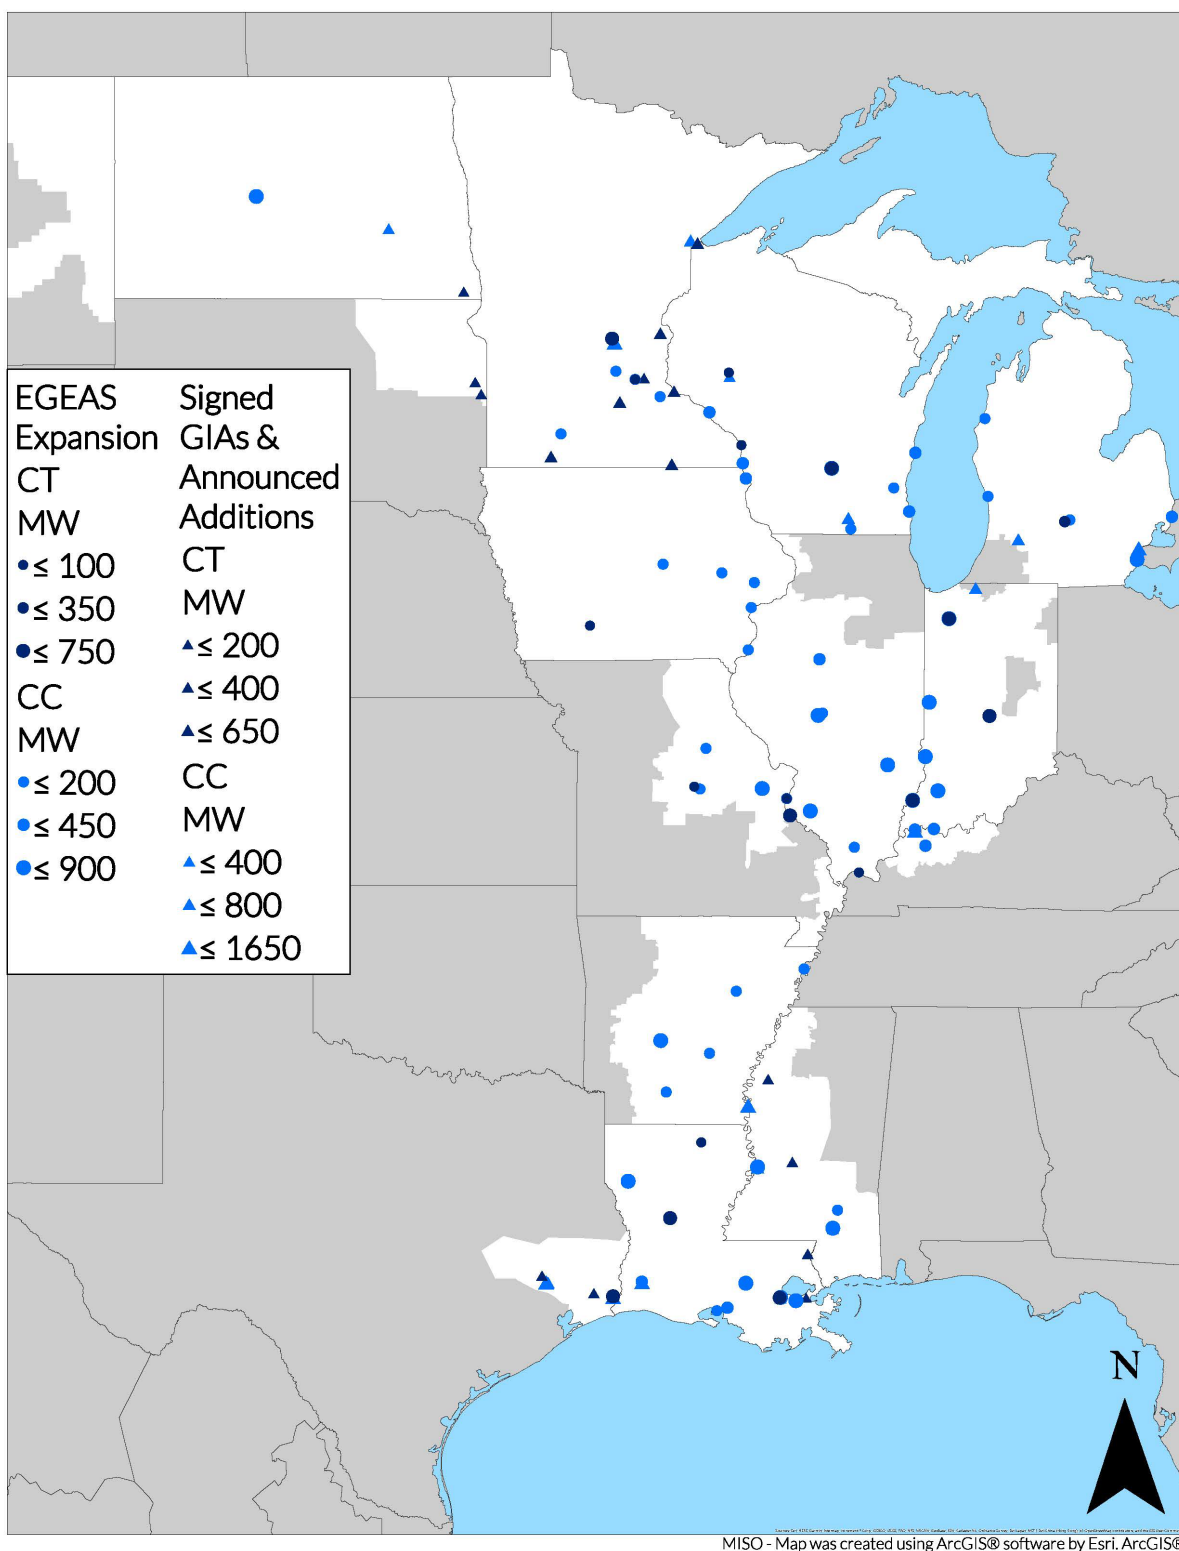 EGEAS
Expansion
CT
MW
≤ 100
≤ 350
≤ 750
CC
MW
≤ 200
≤ 450
≤ 900
Signed
GIAs &
Announced
Additions
CT
MW
≤ 200
≤ 400
≤ 650
CC
MW
≤ 400
≤ 800
≤ 1650
N
MISO - Map was created using ArcGIS® software by Esri. ArcGIS®